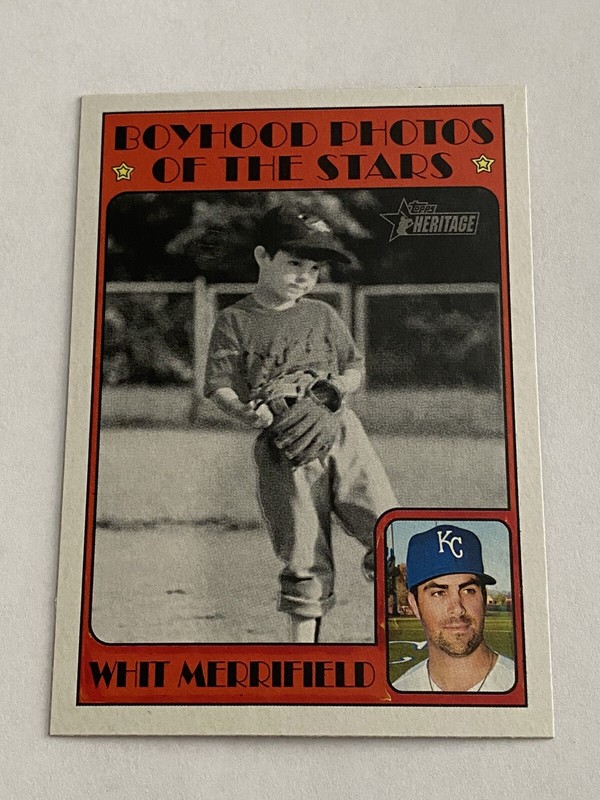 BOYHOOD PHOTOS
OF THE STARS
TOPPS
HERITAGE
KC
WHIT MERRIFIELD